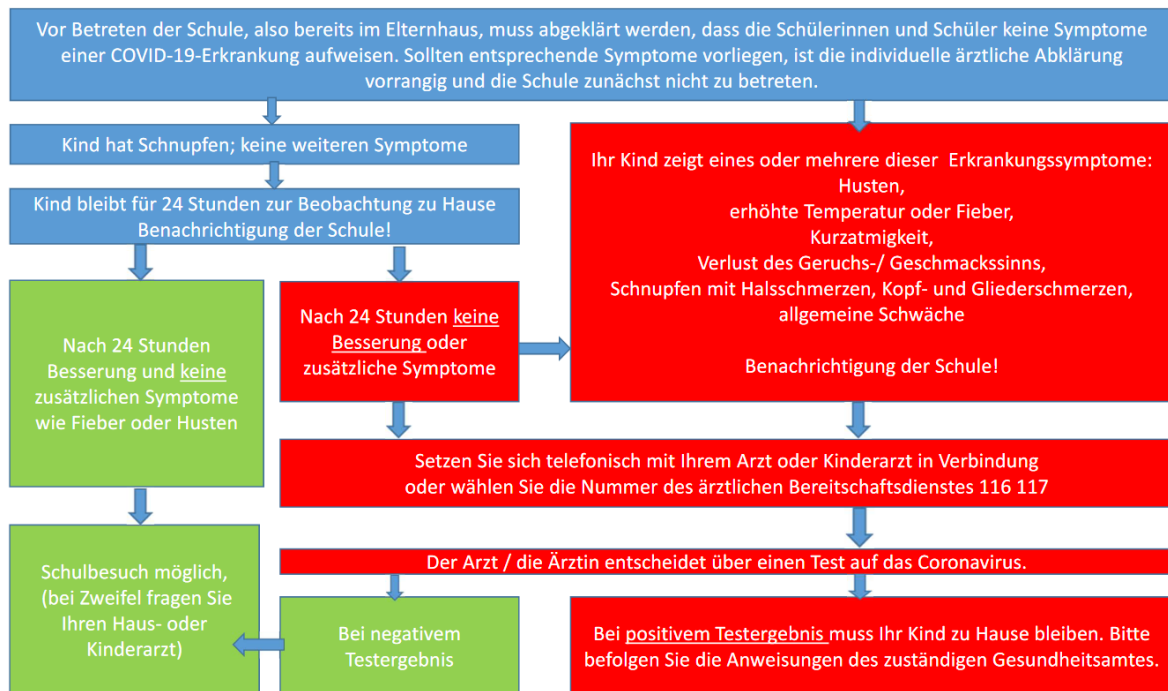 Vor Betreten der Schule, also bereits im Elternhaus, muss abgeklärt werden, dass die Schülerinnen und Schüler keine Symptome
einer COVID-19-Erkrankung aufweisen. Sollten entsprechende Symptome vorliegen, ist die individuelle ärztliche Abklärung
vorrangig und die Schule zunächst nicht zu betreten.
Kind hat Schnupfen; keine weiteren Symptome
Kind bleibt für 24 Stunden zur Beobachtung zu Hause
Benachrichtigung der Schule!
Ihr Kind zeigt eines oder mehrere dieser Erkrankungssymptome:
Husten,
erhöhte Temperatur oder Fieber,
Kurzatmigkeit,
Verlust des Geruchs-/ Geschmackssinns,
Schnupfen mit Halsschmerzen, Kopf- und Gliederschmerzen,
allgemeine Schwäche
Benachrichtigung der Schule!
Nach 24 Stunden
Besserung und keine
zusätzlichen Symptome
wie Fieber oder Husten
Nach 24 Stunden keine
Besserung oder
zusätzliche Symptome
Setzen Sie sich telefonisch mit Ihrem Arzt oder Kinderarzt in Verbindung
oder wählen Sie die Nummer des ärztlichen Bereitschaftsdienstes 116 117
Der Arzt / die Ärztin entscheidet über einen Test auf das Coronavirus.
Schulbesuch möglich,
(bei Zweifel fragen Sie
Ihren Haus- oder
Kinderarzt)
Bei negativem
Testergebnis
Bei positivem Testergebnis muss Ihr Kind zu Hause bleiben. Bitte
befolgen Sie die Anweisungen des zuständigen Gesundheitsamtes.